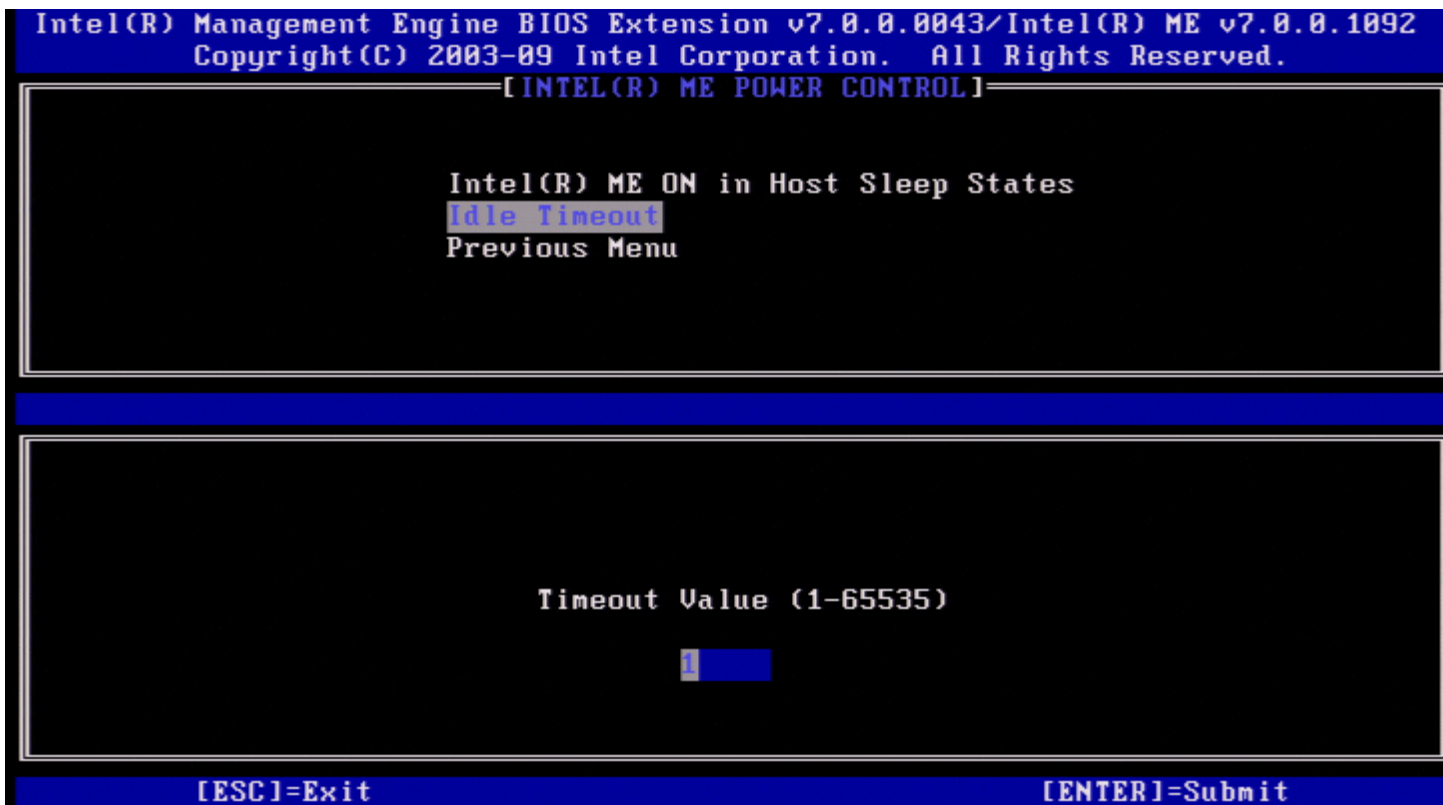 Intel(R) Management Engine BIOS Extension v7.0.0.0043/Intel(R) ME v7.0.0.1092
Copyright(C) 2003-09 Intel Corporation. All Rights Reserved.
[INTEL(R) ME POWER CONTROL]
Intel(R) ME ON in Host Sleep States
Idle Timeout
Previous Menu
Timeout Value (1-65535)
1
[ESC]=Exit [ENTER]=Submit